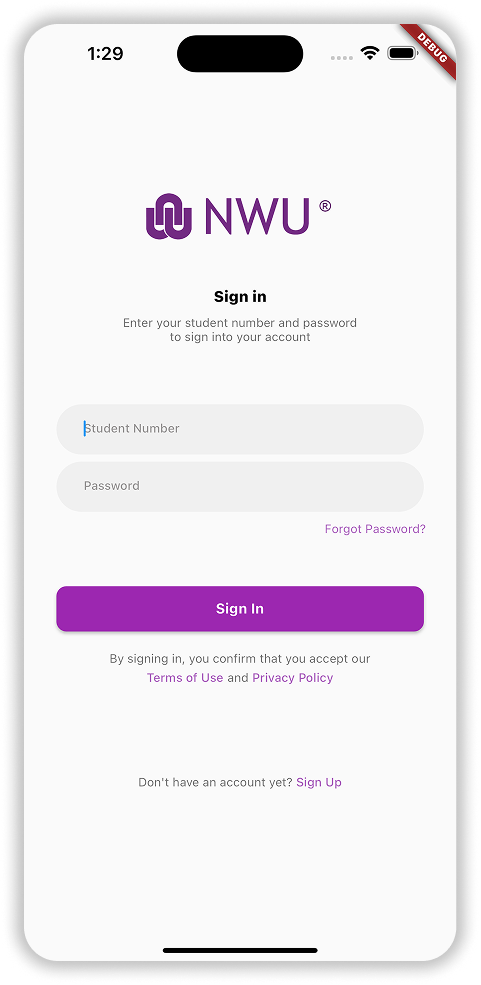 1:29
DEBUG
NWU ®
Sign in
Enter your student number and password
to sign into your account
Student Number
Password
Forgot Password?
Sign In
By signing in, you confirm that you accept our
Terms of Use and Privacy Policy
Don't have an account yet? Sign Up